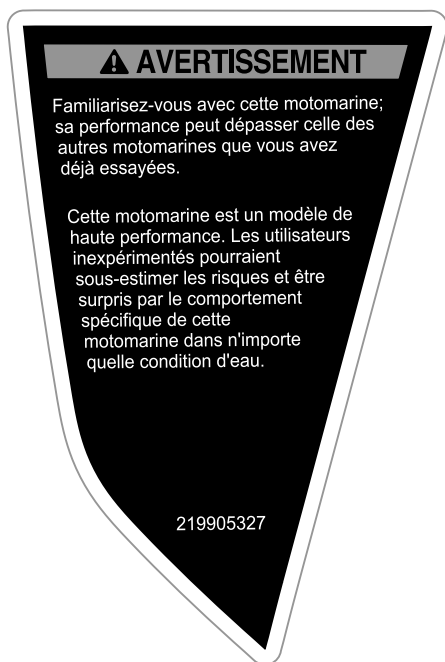 AVERTISSEMENT
Familiarisez-vous avec cette motomarine;
sa performance peut dépasser celle des
autres motomarines que vous avez
déjà essayées.
Cette motomarine est un modèle de
haute performance. Les utilisateurs
inexpérimentés pourraient
sous-estimer les risques et être
surpris par le comportement
spécifique de cette
motomarine dans n'importe
quelle condition d'eau.
219905327